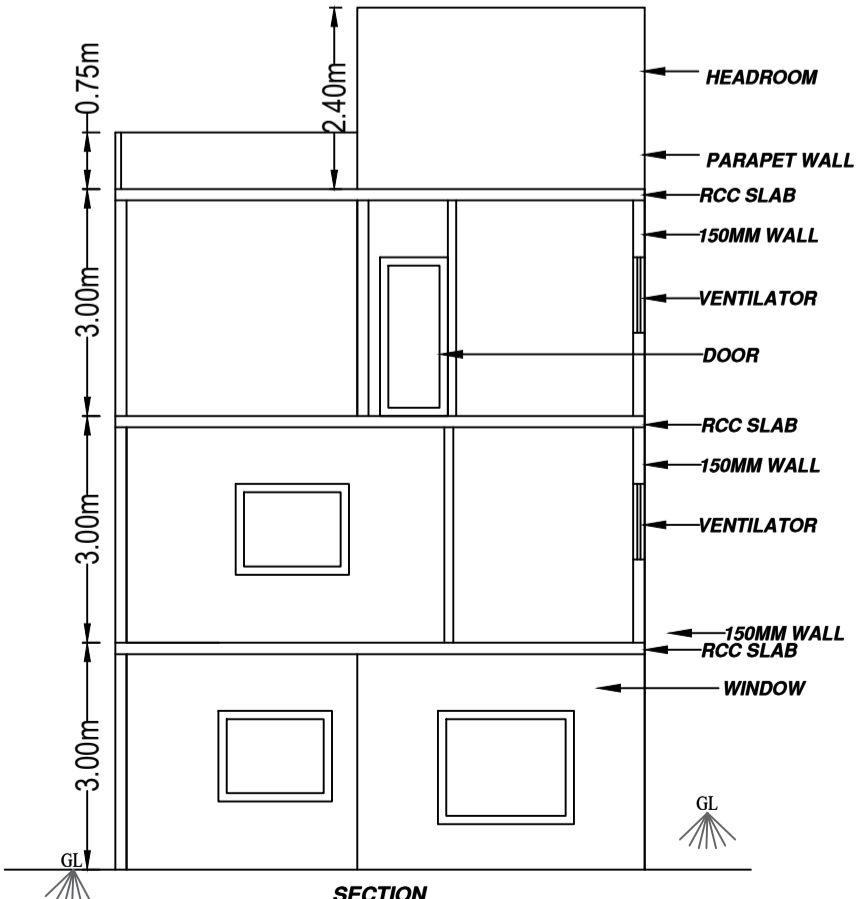 0.75m
2.40m
HEADROOM
PARAPET WALL
RCC SLAB
150MM WALL
3.00m
VENTILATOR
DOOR
RCC SLAB
150MM WALL
3.00m
VENTILATOR
150MM WALL
RCC SLAB
WINDOW
3.00m
GL
GL
SECTION